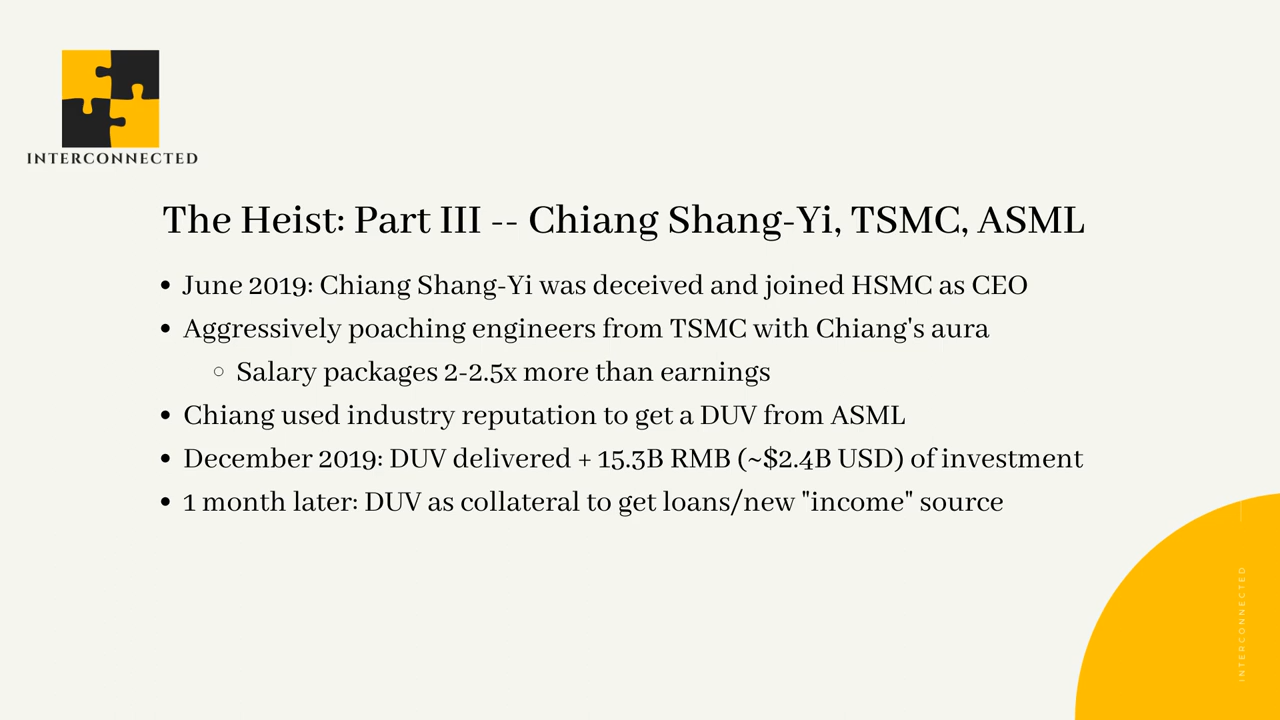 INTERCONNECTED
The Heist: Part III -- Chiang Shang-Yi, TSMC, ASML
• June 2019: Chiang Shang-Yi was deceived and joined HSMC as CEO
• Aggressively poaching engineers from TSMC with Chiang's aura
○ Salary packages 2-2.5x more than earnings
• Chiang used industry reputation to get a DUV from ASML
• December 2019: DUV delivered + 15.3B RMB (~$2.4B USD) of investment
• 1 month later: DUV as collateral to get loans/new "income" source
INTERCONNECTED